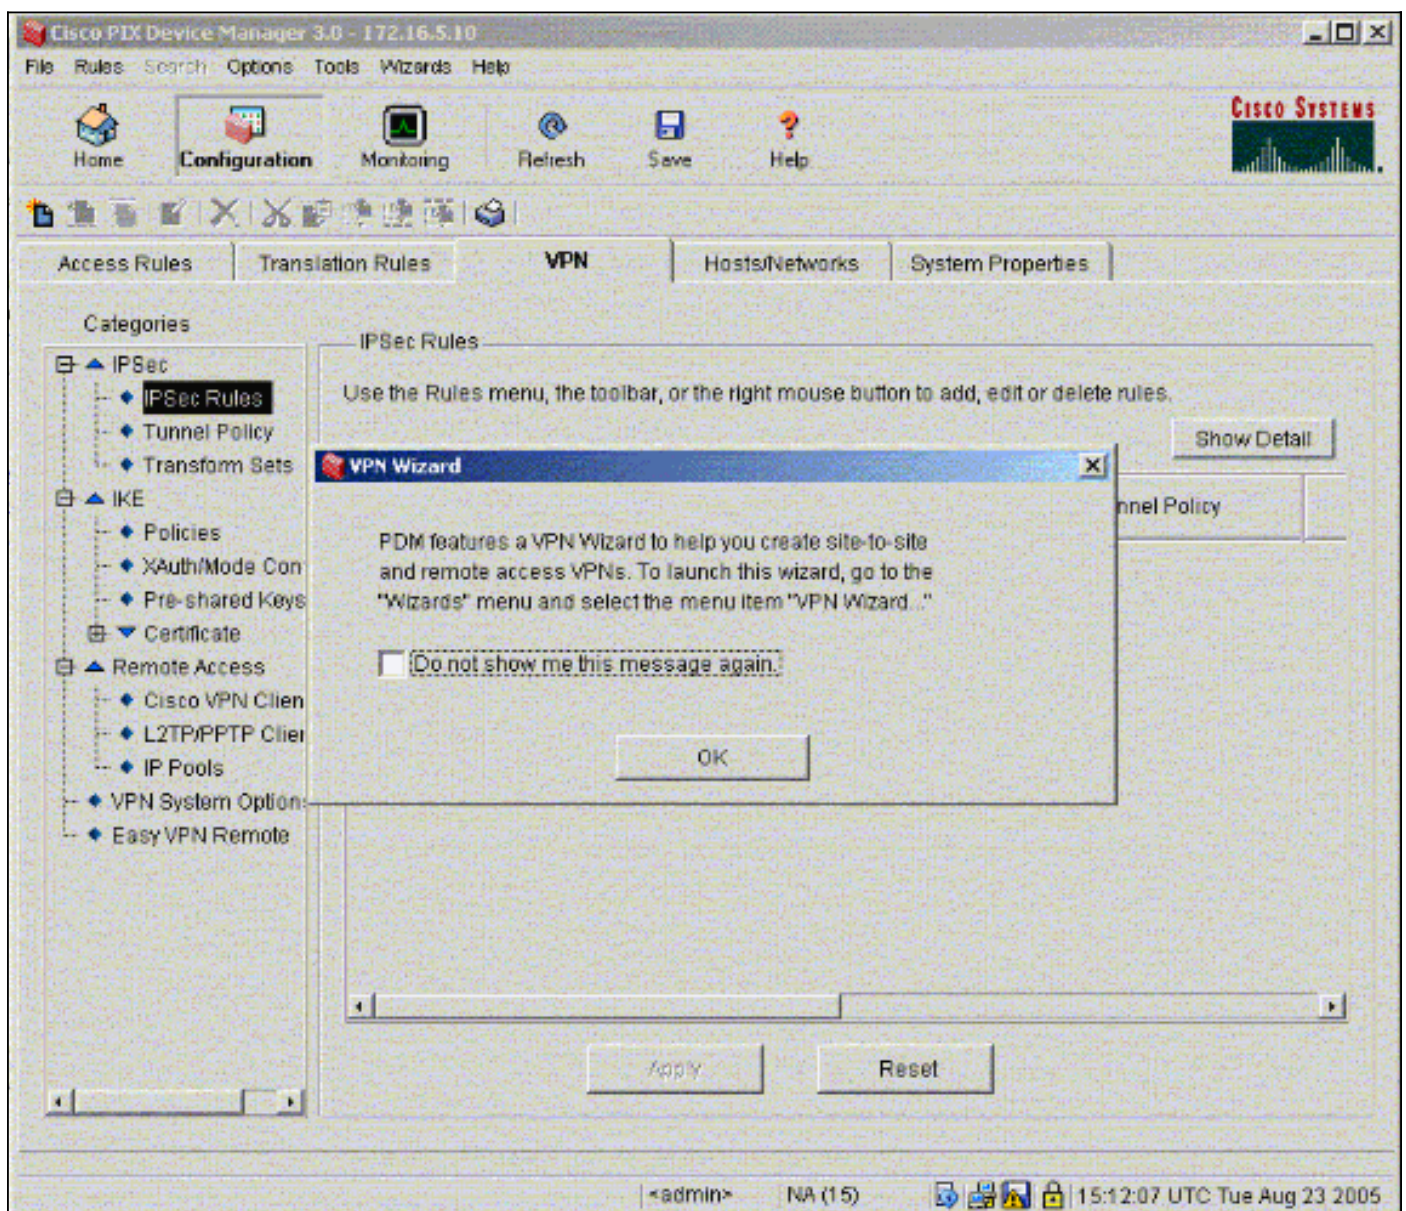 Cisco PIX Device Manager 3.0 - 172.16.5.10
File Rules Search Options Tools Wizards Help
Home Configuration Monitoring Refresh Save Help
CISCO SYSTEMS
Access Rules Translation Rules VPN Hosts/Networks System Properties
Categories
IPSec
IPSec Rules
Tunnel Policy
Transform Sets
IKE
Policies
XAuth/Mode Con
Pre-shared Keys
Certificate
Remote Access
Cisco VPN Clien
L2TP/PPTP Clier
IP Pools
VPN System Option
Easy VPN Remote
IPSec Rules
Use the Rules menu, the toolbar, or the right mouse button to add, edit or delete rules.
Show Detail
nnel Policy
VPN Wizard
PDM features a VPN Wizard to help you create site-to-site
and remote access VPNs. To launch this wizard, go to the
"Wizards" menu and select the menu item "VPN Wizard..."
Do not show me this message again.
OK
Apply Reset
<admin> NA (15) 15:12:07 UTC Tue Aug 23 2005